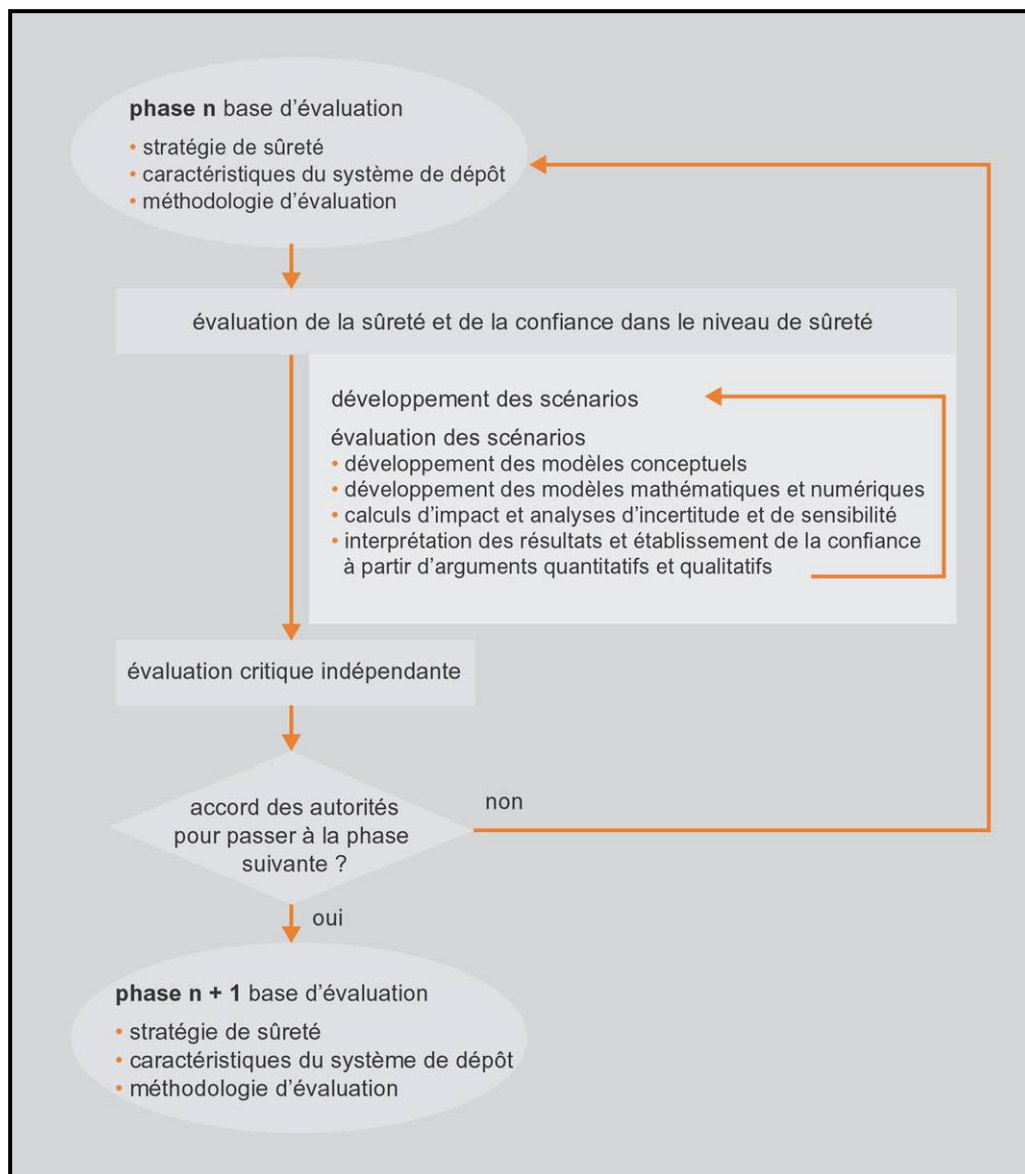 phase n base d'évaluation
• stratégie de sûreté
• caractéristiques du système de dépôt
• méthodologie d'évaluation
évaluation de la sûreté et de la confiance dans le niveau de sûreté
développement des scénarios
évaluation des scénarios
• développement des modèles conceptuels
• développement des modèles mathématiques et numériques
• calculs d'impact et analyses d'incertitude et de sensibilité
• interprétation des résultats et établissement de la confiance
à partir d'arguments quantitatifs et qualitatifs
évaluation critique indépendante
accord des autorités
pour passer à la phase
suivante ?
non
oui
phase n + 1 base d'évaluation
• stratégie de sûreté
• caractéristiques du système de dépôt
• méthodologie d'évaluation